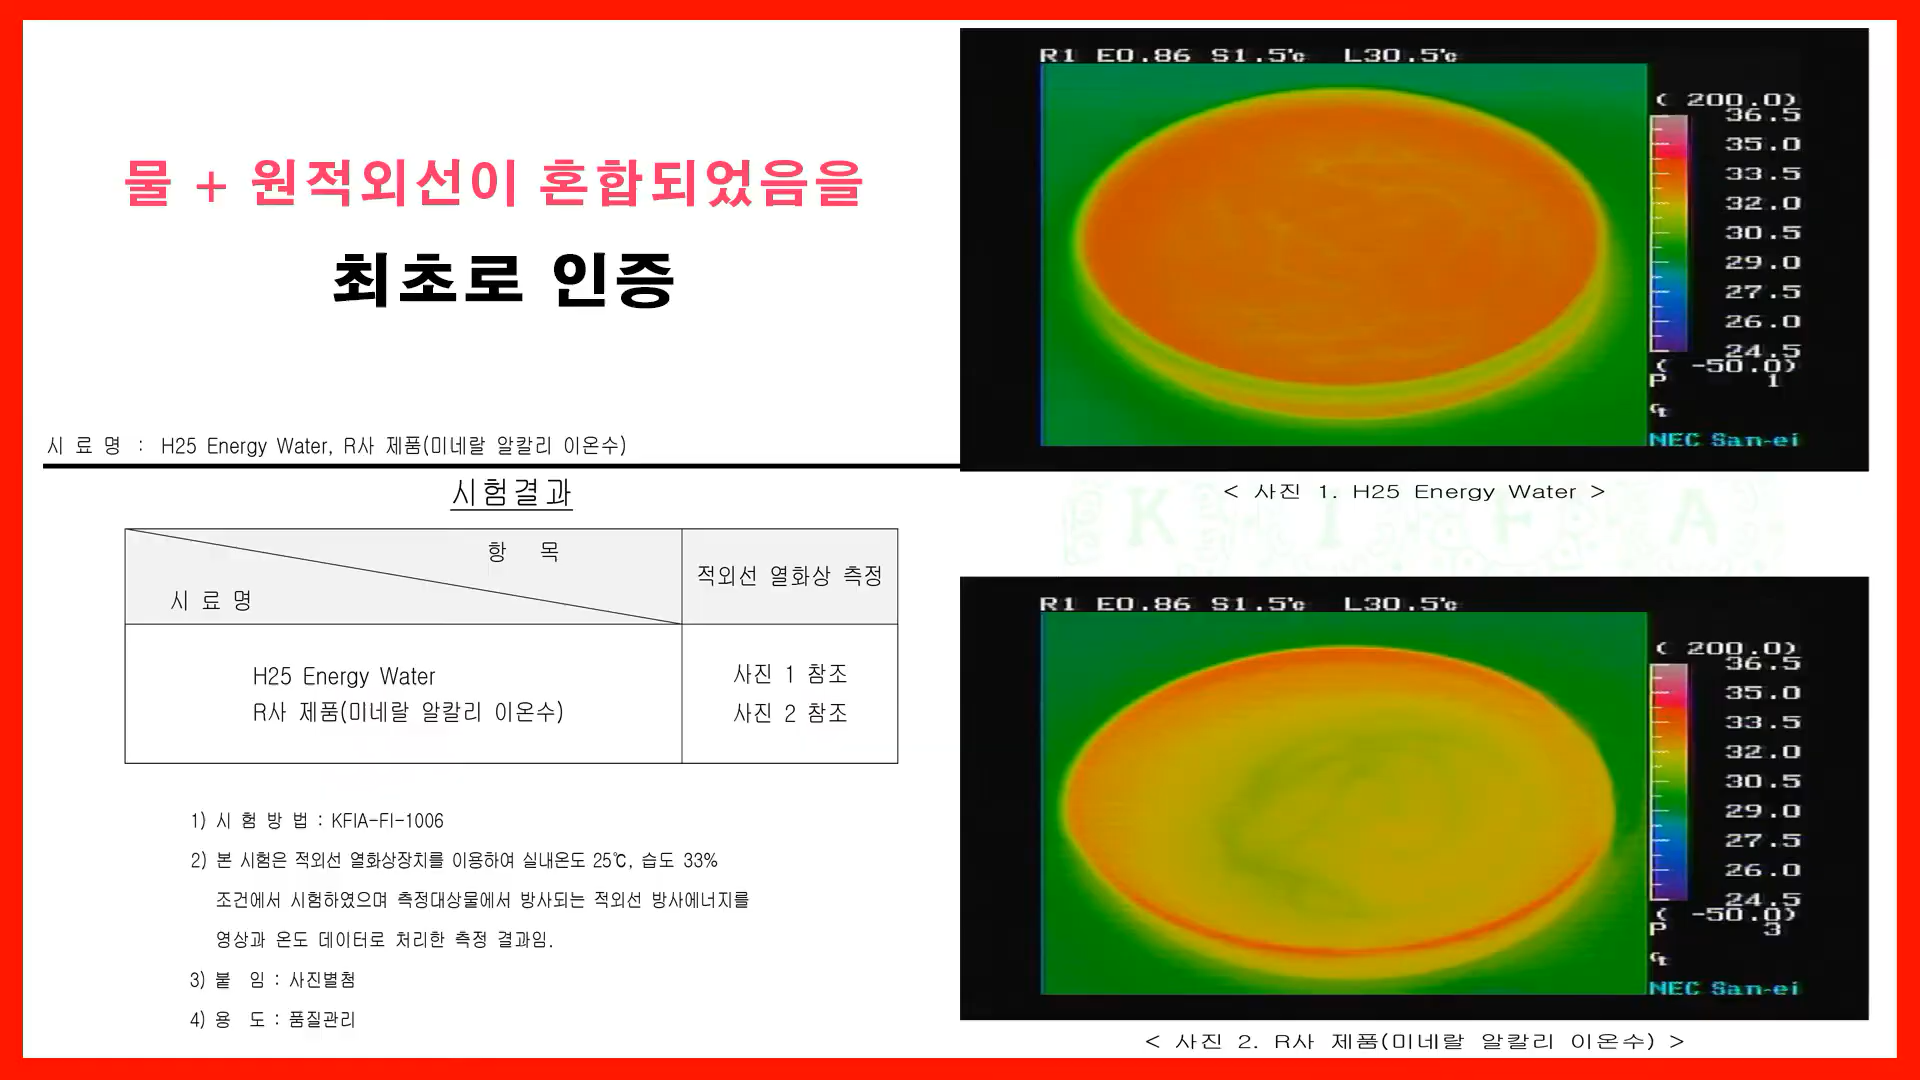 물 + 원적외선이 혼합되었음을
최초로 인증
시 료 명 : H25 Energy Water, R사 제품(미네랄 알칼리 이온수)
시험결과
항 목
시 료 명
적외선 열화상 측정
H25 Energy Water
사진 1 참조
R사 제품(미네랄 알칼리 이온수)
사진 2 참조
1) 시 험 방 법 : KFIA-FI-1006
2) 본 시험은 적외선 열화상장치를 이용하여 실내온도 25℃, 습도 33%
조건에서 시험하였으며 측정대상물에서 방사되는 적외선 방사에너지를
영상과 온도 데이터로 처리한 측정 결과임.
3) 붙 임 : 사진별첨
4) 용 도 : 품질관리
R1 E0.86 S1.5℃ L30.5℃
( 200.0)
36.5
35.0
33.5
32.0
30.5
29.0
27.5
26.0
24.5
( -50.0)
P 1
℃
NEC San-ei
< 사진 1. H25 Energy Water >
K I F A
R1 E0.86 S1.5℃ L30.5℃
( 200.0)
36.5
35.0
33.5
32.0
30.5
29.0
27.5
26.0
24.5
( -50.0)
P 3
℃
NEC San-ei
< 사진 2. R사 제품(미네랄 알칼리 이온수) >